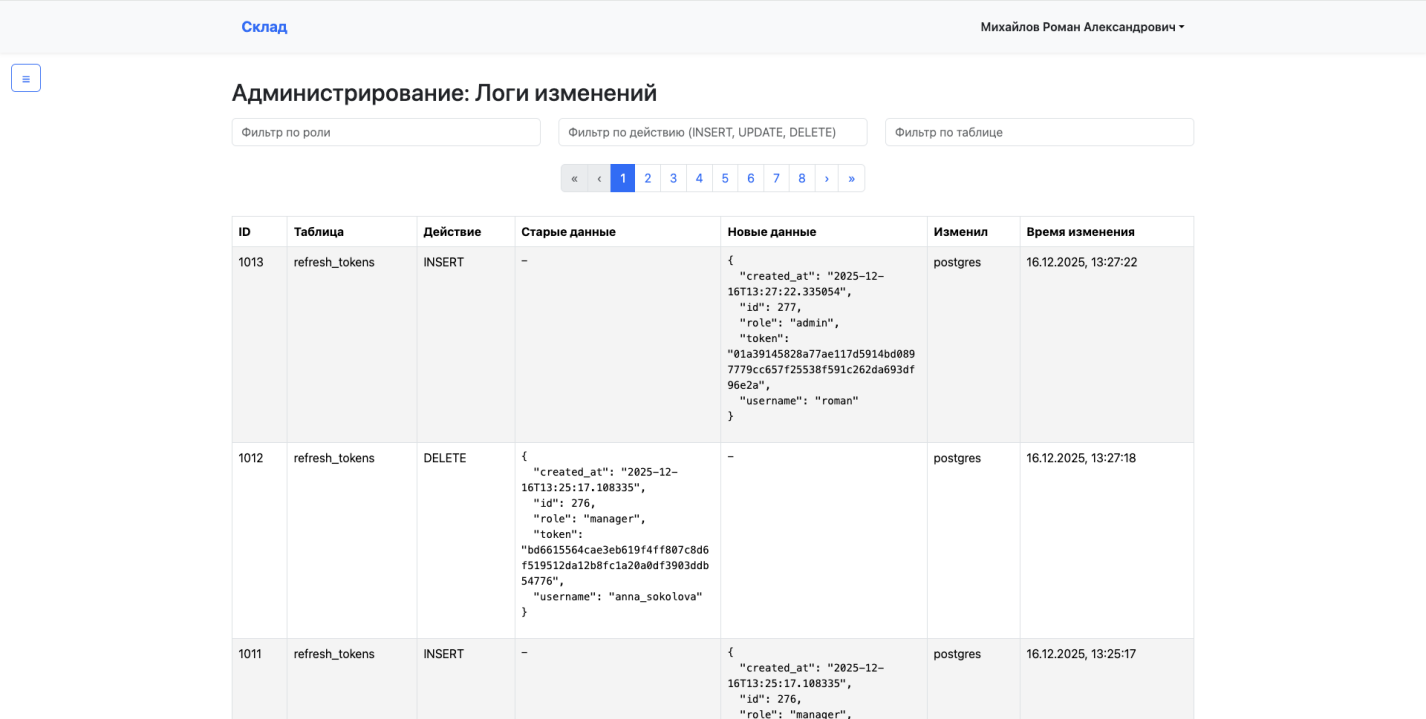 Склад
Михайлов Роман Александрович
≡
Администрирование: Логи изменений
Фильтр по роли
Фильтр по действию (INSERT, UPDATE, DELETE)
Фильтр по таблице
« ‹ 1 2 3 4 5 6 7 8 › »
ID Таблица Действие Старые данные Новые данные Изменил Время изменения
1013 refresh_tokens INSERT – postgres 16.12.2025, 13:27:22
{
"created_at": "2025-12-
16T13:27:22.335054",
"id": 277,
"role": "admin",
"token":
"01a39145828a77ae117d5914bd089
7779cc657f25538f591c262da693df
96e2a",
"username": "roman"
}
1012 refresh_tokens DELETE – postgres 16.12.2025, 13:27:18
{
"created_at": "2025-12-
16T13:25:17.108335",
"id": 276,
"role": "manager",
"token":
"bd6615564cae3eb619f4ff807c8d6
f519512da12b8fc1a20a0df3903ddb
54776",
"username": "anna_sokolova"
}
1011 refresh_tokens INSERT – postgres 16.12.2025, 13:25:17
{
"created_at": "2025-12-
16T13:25:17.108335",
"id": 276,
"role": "manager",